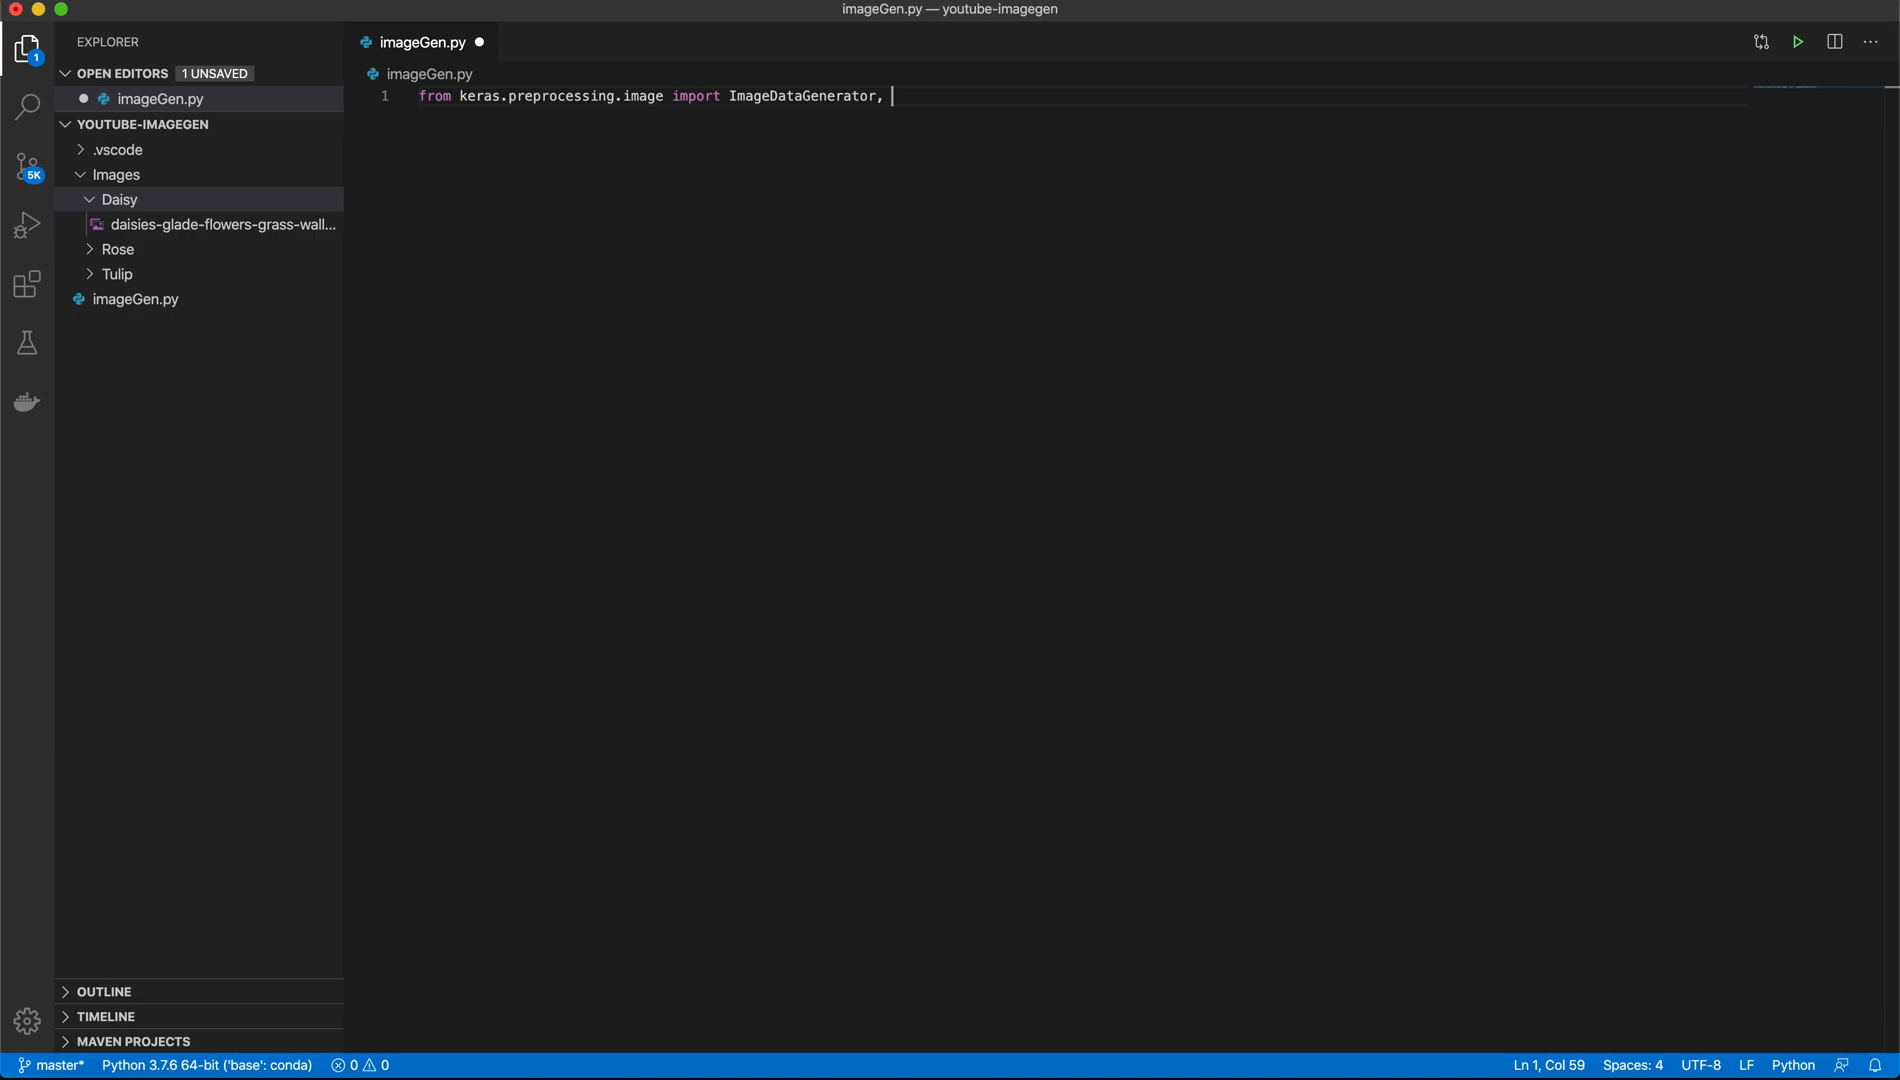 imageGen.py — youtube-imagegen
EXPLORER
OPEN EDITORS 1 UNSAVED
imageGen.py
YOUTUBE-IMAGEGEN
.vscode
Images
Daisy
daisies-glade-flowers-grass-wall...
Rose
Tulip
imageGen.py
OUTLINE
TIMELINE
MAVEN PROJECTS
1
5K
imageGen.py
imageGen.py
1 from keras.preprocessing.image import ImageDataGenerator,
master* Python 3.7.6 64-bit ('base': conda) 0 0 Ln 1, Col 59 Spaces: 4 UTF-8 LF Python